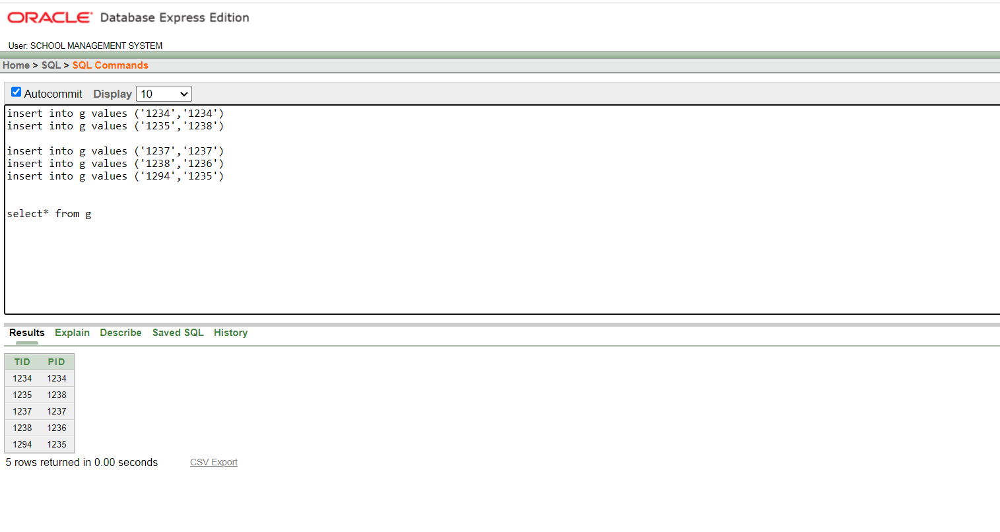 ORACLE Database Express Edition
User: SCHOOL MANAGEMENT SYSTEM
Home > SQL > SQL Commands
Autocommit Display 10
insert into g values ('1234','1234')
insert into g values ('1235','1238')
insert into g values ('1237','1237')
insert into g values ('1238','1236')
insert into g values ('1294','1235')
select* from g
Results Explain Describe Saved SQL History
TID PID
1234 1234
1235 1238
1237 1237
1238 1236
1294 1235
5 rows returned in 0.00 seconds CSV Export